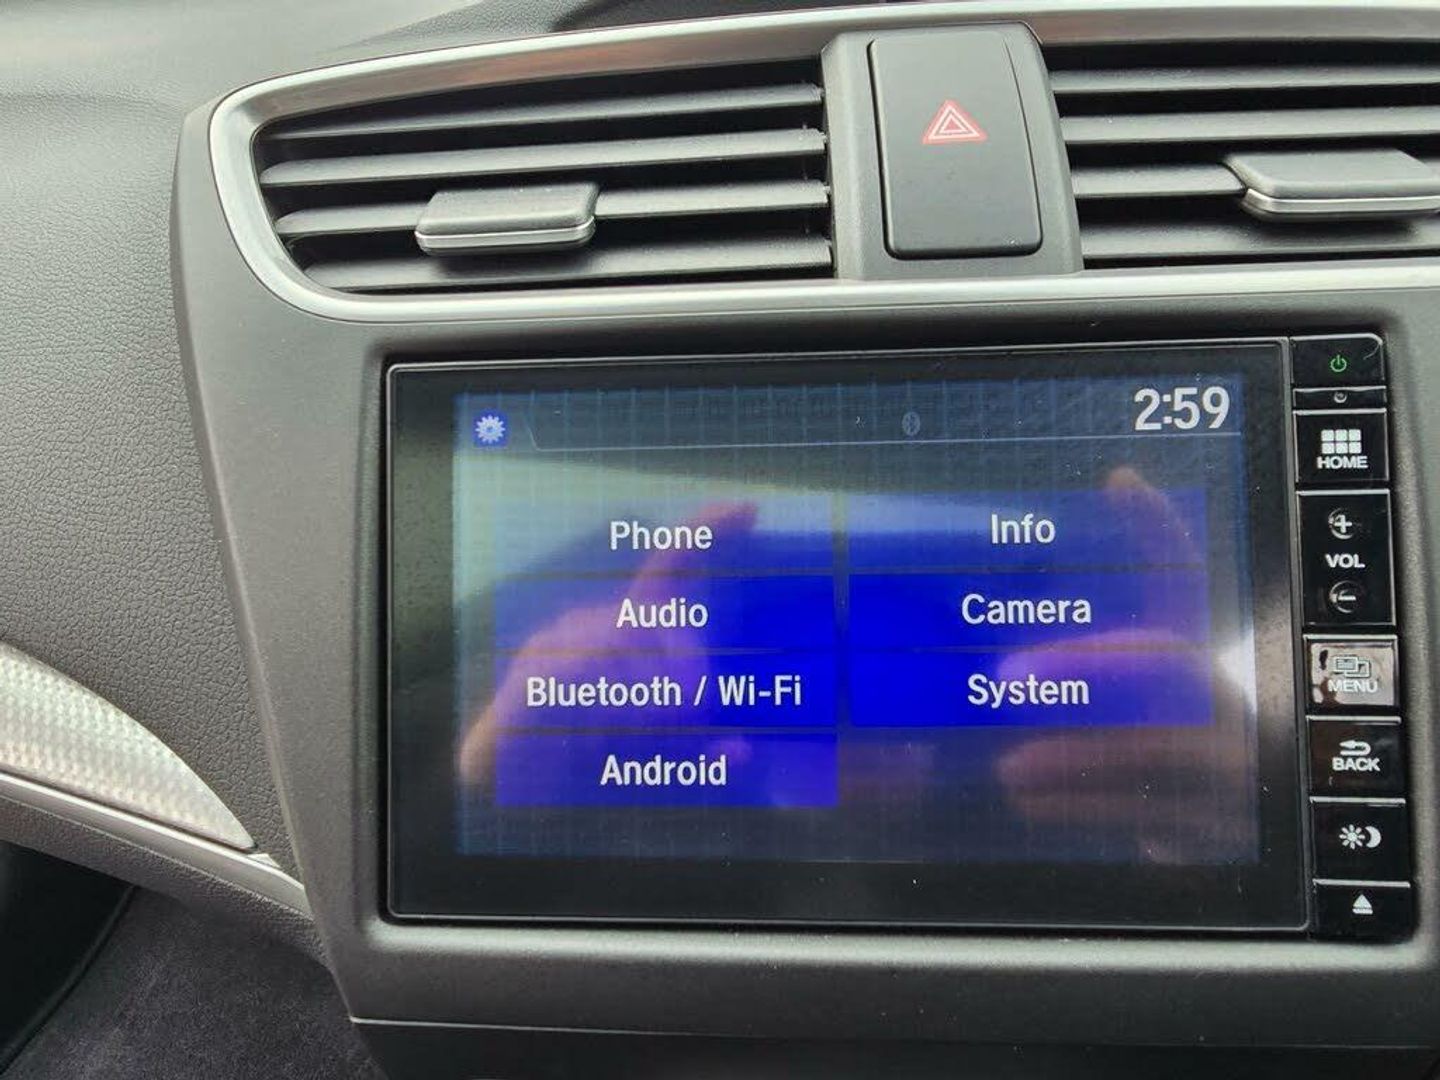 2:59
Phone
Info
Audio
Camera
Bluetooth / Wi-Fi
System
Android
HOME
VOL
MENU
BACK